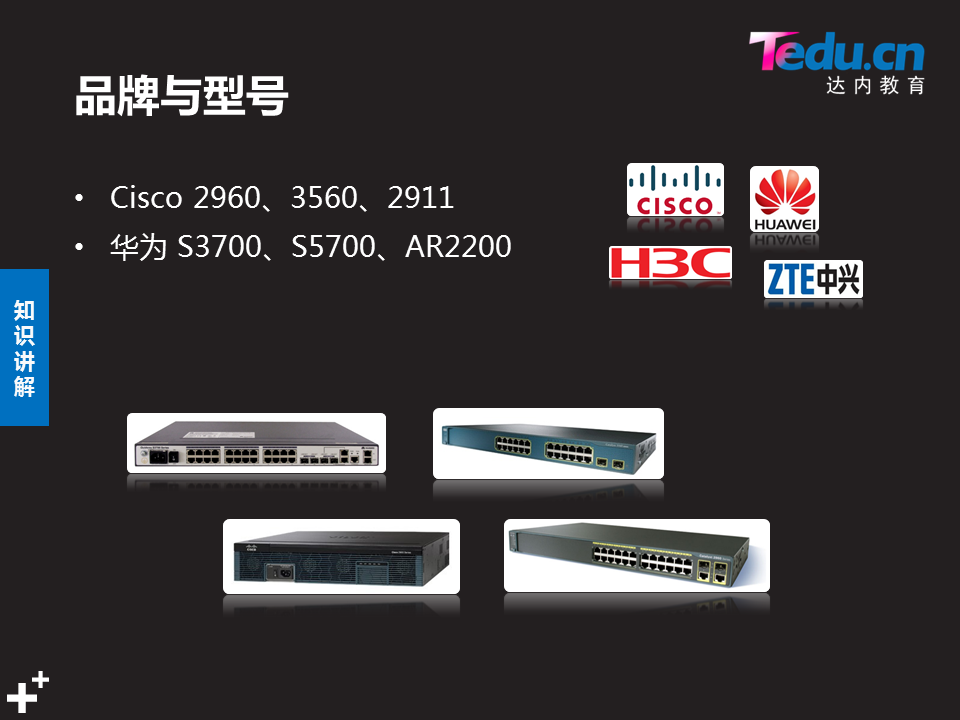 Tedu.cn
达内教育
品牌与型号
• Cisco 2960、3560、2911
• 华为 S3700、S5700、AR2200
CISCO
HUAWEI
H3C
ZTE中兴
知识讲解